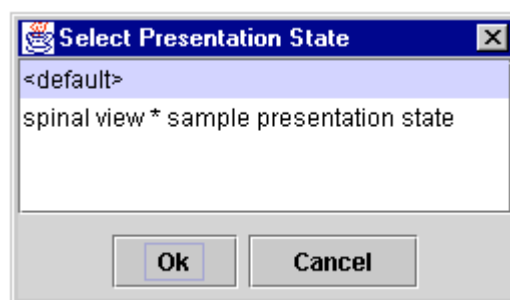 Select Presentation State
<default>
spinal view * sample presentation state
Ok
Cancel